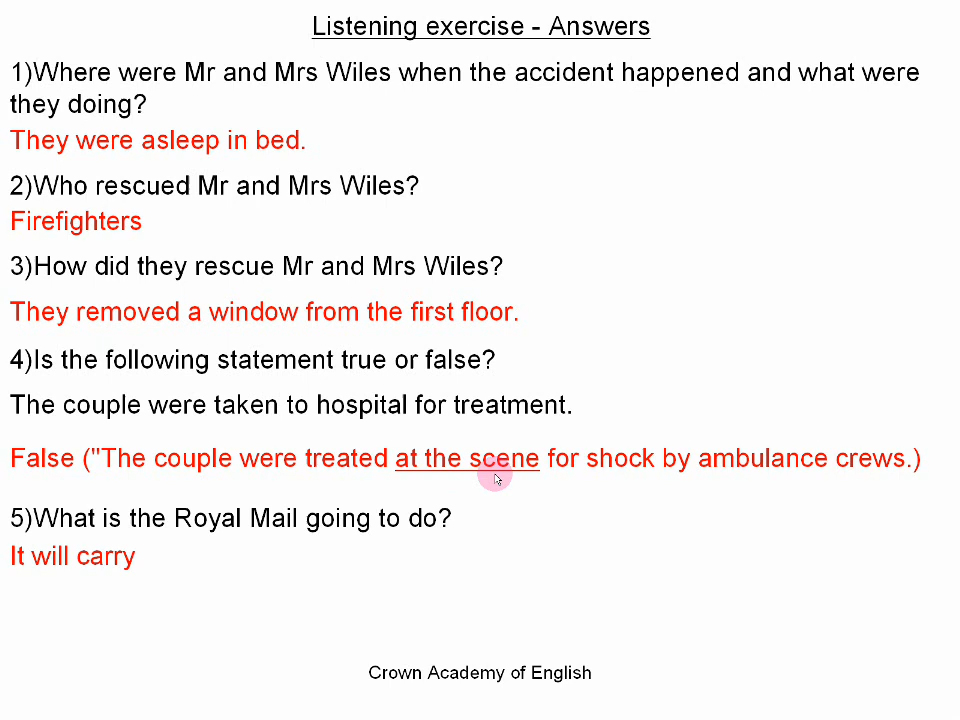 Listening exercise - Answers
1)Where were Mr and Mrs Wiles when the accident happened and what were
they doing?
They were asleep in bed.
2)Who rescued Mr and Mrs Wiles?
Firefighters
3)How did they rescue Mr and Mrs Wiles?
They removed a window from the first floor.
4)Is the following statement true or false?
The couple were taken to hospital for treatment.
False ("The couple were treated at the scene for shock by ambulance crews.)
5)What is the Royal Mail going to do?
It will carry
Crown Academy of English